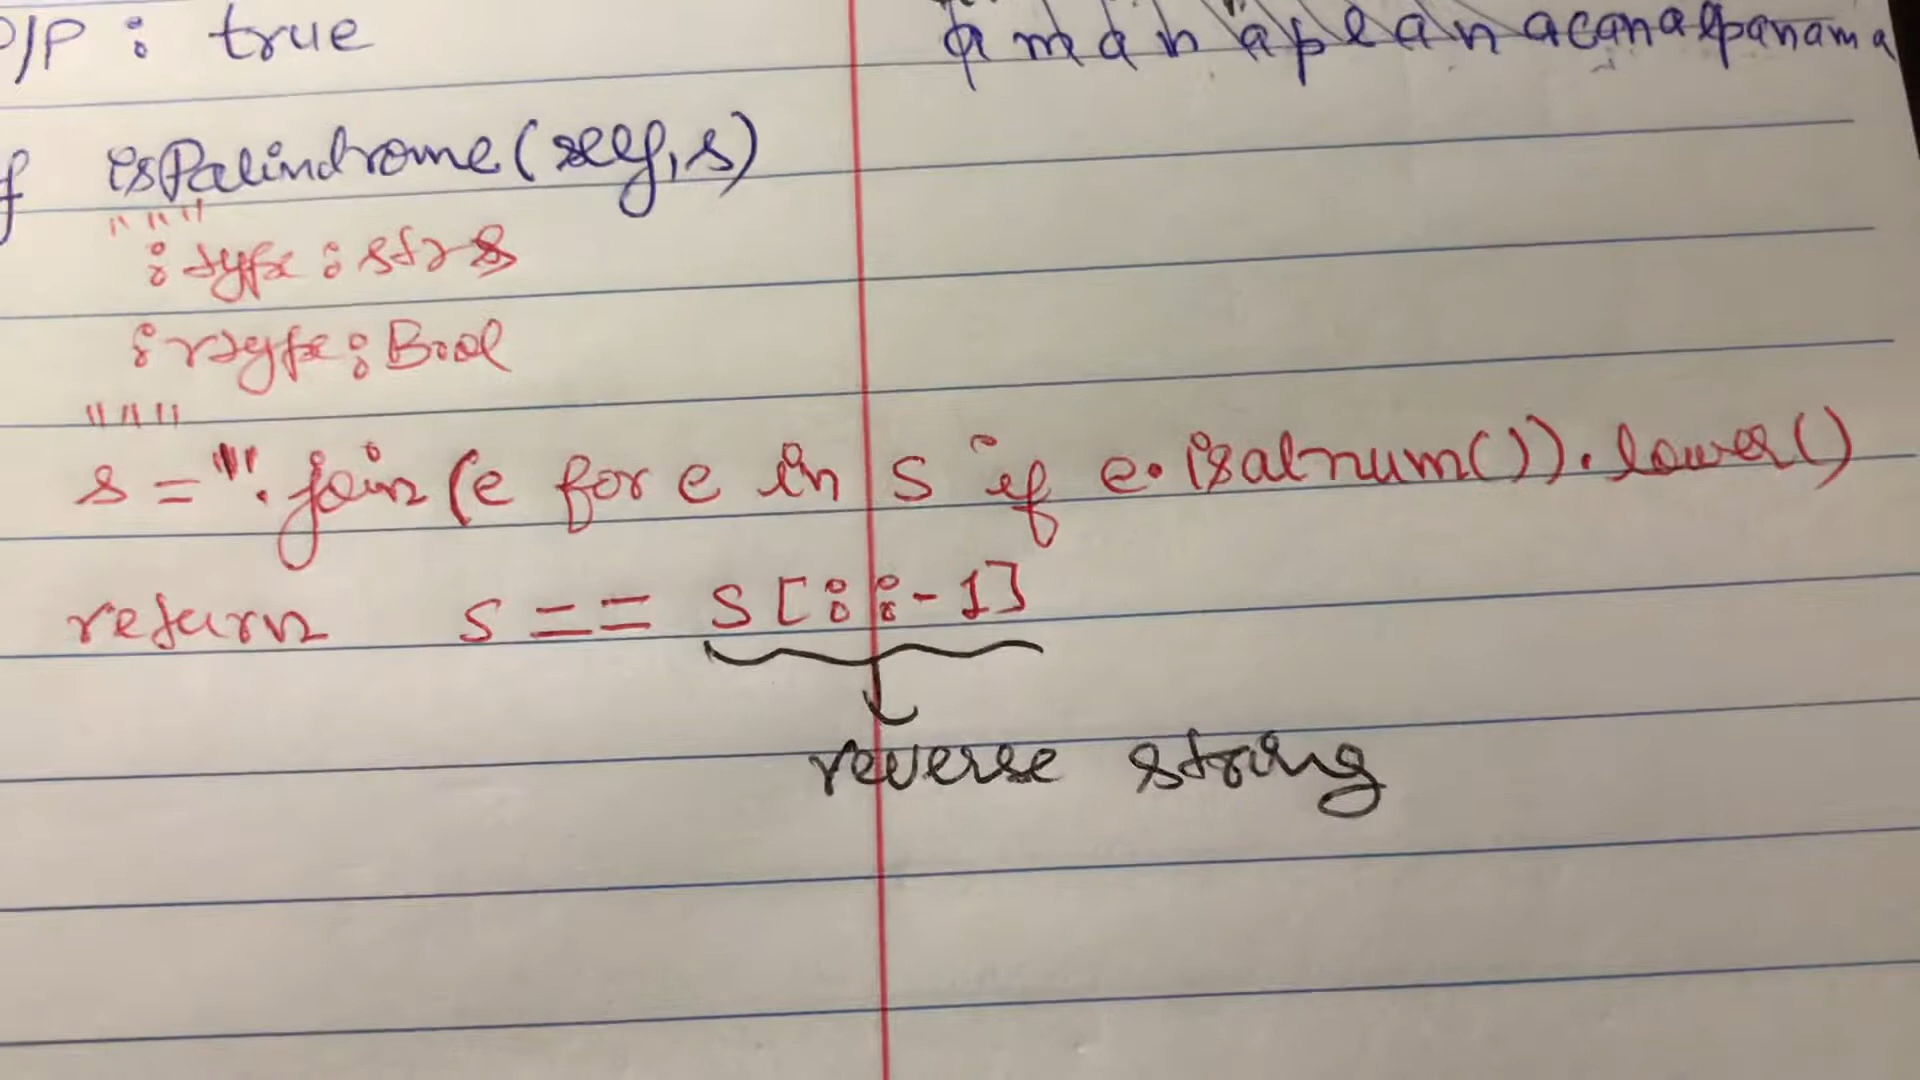 O/P : true
amanaplanacanalpanama
f isPalindrome(self,s)
"""
:type : str s
:rtype: Bool
"""
s = "".join(e for e in s if e.isalnum()).lower()
return s == s[::-1]
reverse string